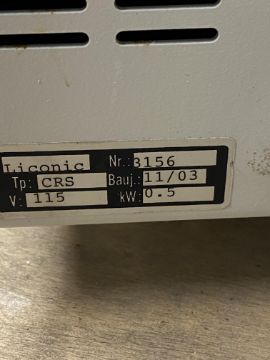 Liconic Nr.: 3156
Tp: CRS Bauj.: 11/03
V: 115 kW: 0.5